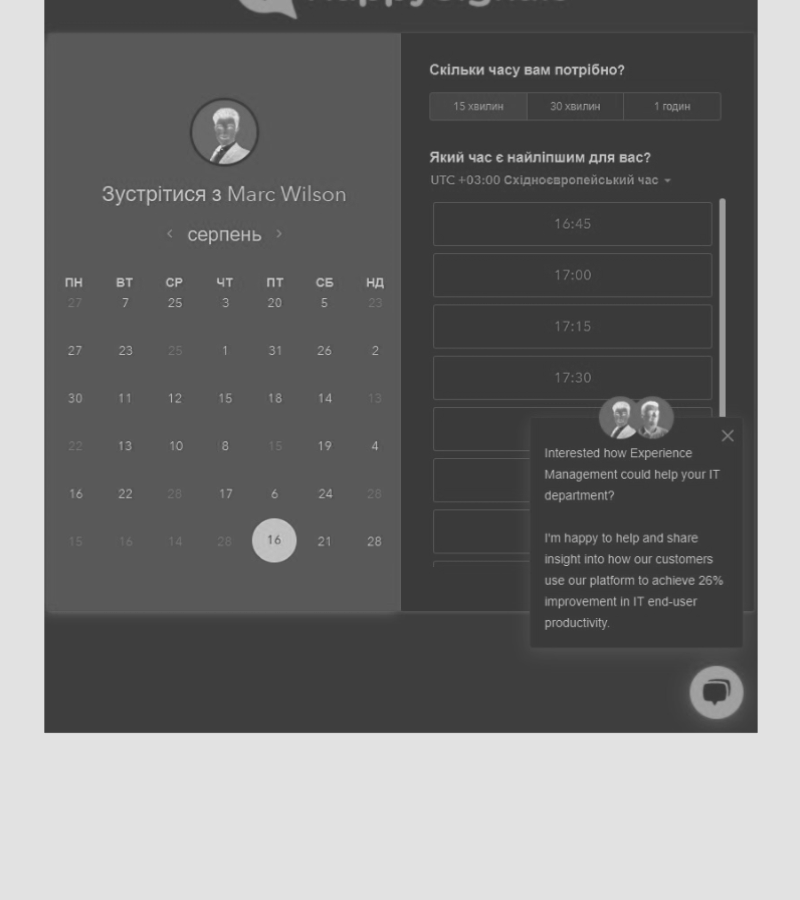 Зустрітися з Marc Wilson
серпень
ПН ВТ СР ЧТ ПТ СБ НД
27 7 25 3 20 5 23
27 23 25 1 31 26 2
30 11 12 15 18 14 13
22 13 10 8 15 19 4
16 22 28 17 6 24 28
15 16 14 28 16 21 28
Скільки часу вам потрібно?
15 хвилин 30 хвилин 1 годин
Який час є найліпшим для вас?
UTC +03:00 Східноєвропейський час
16:45
17:00
17:15
17:30
Interested how Experience
Management could help your IT
department?
I'm happy to help and share
insight into how our customers
use our platform to achieve 26%
improvement in IT end-user
productivity.